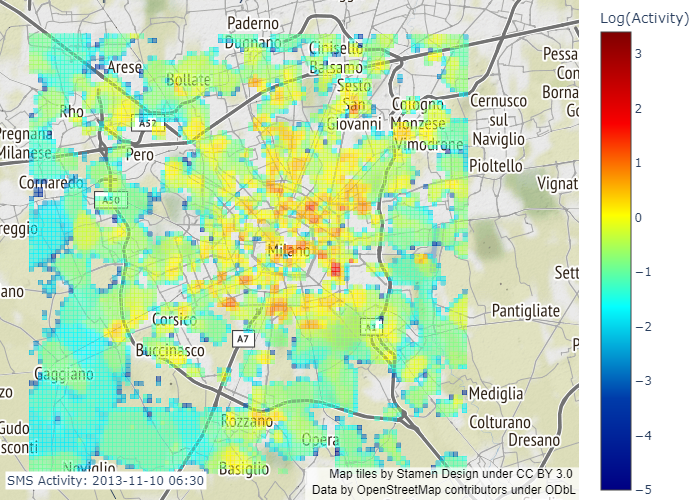 Paderno
Dugnano
Cinisello
Balsamo
Arese
Bollate
Sesto
San
Giovanni
Pessa
Con
Borna
Go
Rho
A52
Cologno
Monzese
Cernusco
sul
Naviglio
Pregnana
Milanese
Pero
Vimodrone
Pioltello
Cornaredo
A50
Vignat
reggio
Milano
Sett
ano
Corsico
Pantigliate
A7
Buccinasco
P
Gaggiano
zo
Mediglia
Rozzano
Colturano
Gudo
sconti
Opera
Dresano
Noviglio
Basiglio
SMS Activity: 2013-11-10 06:30
Map tiles by Stamen Design under CC BY 3.0
Data by OpenStreetMap contributors under ODbL
Log(Activity)
3
2
1
0
−1
−2
−3
−4
−5